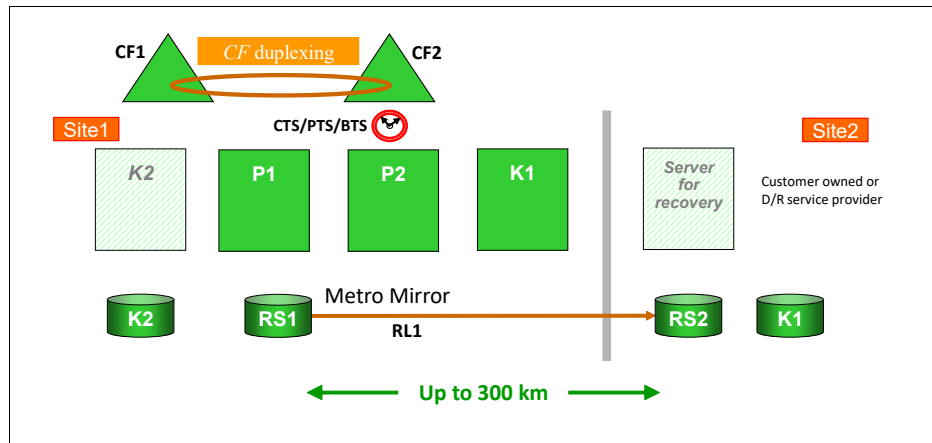 CF1
CF duplexing
CF2
CTS/PTS/BTS
Site1
Site2
K2
P1
P2
K1
Server
for
recovery
Customer owned or
D/R service provider
Metro Mirror
K2
RS1
RL1
RS2
K1
Up to 300 km